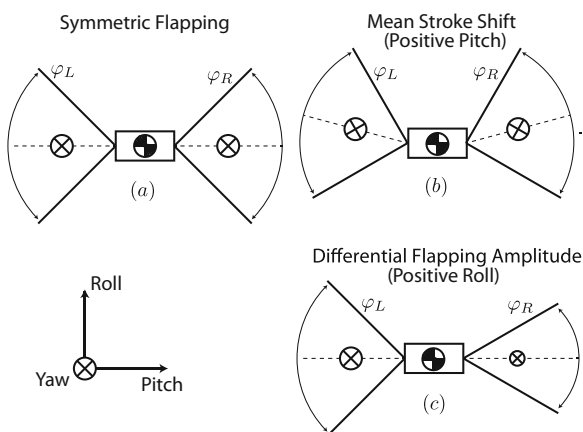 Symmetric Flapping
φL
φR
(a)
Mean Stroke Shift
(Positive Pitch)
φL
φR
(b)
Roll
Yaw
Pitch
Differential Flapping Amplitude
(Positive Roll)
φL
φR
(c)